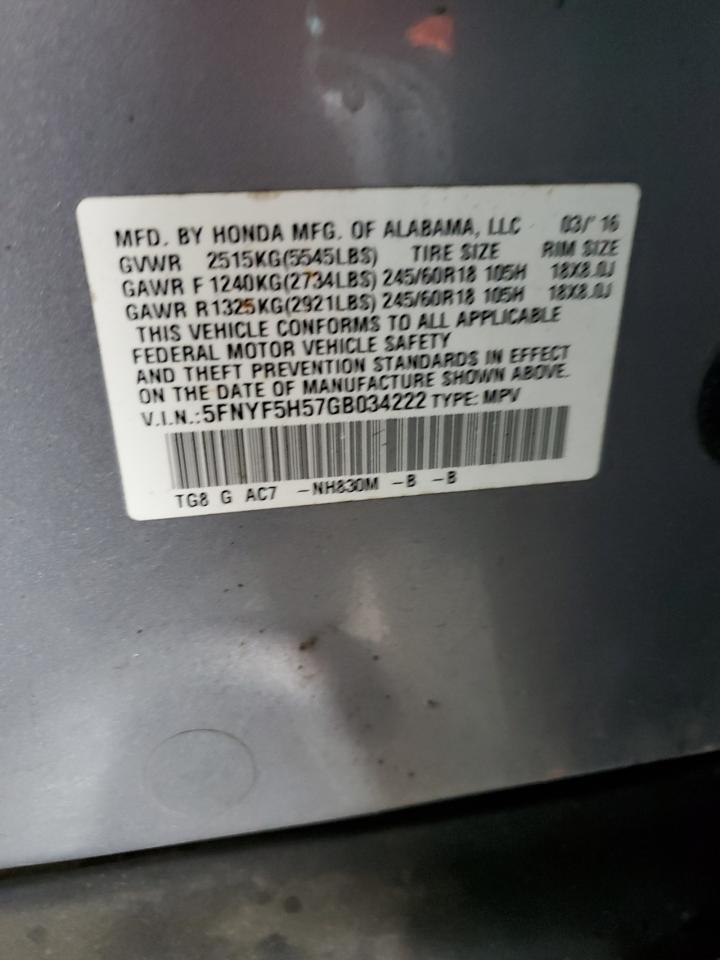 MFD. BY HONDA MFG. OF ALABAMA, LLC 03/'16
GVWR 2515KG(5545LBS) TIRE SIZE RIM SIZE
GAWR F 1240KG(2734LBS) 245/60R18 105H 18X8.0J
GAWR R 1325KG(2921LBS) 245/60R18 105H 18X8.0J
THIS VEHICLE CONFORMS TO ALL APPLICABLE
FEDERAL MOTOR VEHICLE SAFETY
AND THEFT PREVENTION STANDARDS IN EFFECT
ON THE DATE OF MANUFACTURE SHOWN ABOVE.
V.I.N.: 5FNYF5H57GB034222 TYPE: MPV
TG8 G AC7 -NH830M -B -B